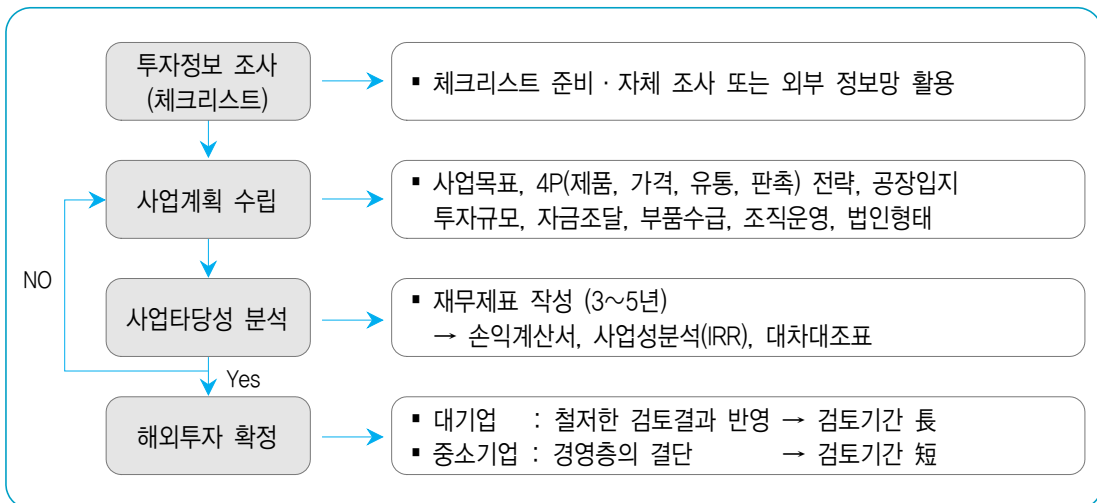 투자정보 조사
(체크리스트)
▪ 체크리스트 준비 · 자체 조사 또는 외부 정보망 활용
사업계획 수립
▪ 사업목표, 4P(제품, 가격, 유통, 판촉) 전략, 공장입지
투자규모, 자금조달, 부품수급, 조직운영, 법인형태
NO
사업타당성 분석
▪ 재무제표 작성 (3～5년)
→ 손익계산서, 사업성분석(IRR), 대차대조표
Yes
해외투자 확정
▪ 대기업 : 철저한 검토결과 반영 → 검토기간 長
▪ 중소기업 : 경영층의 결단 → 검토기간 短